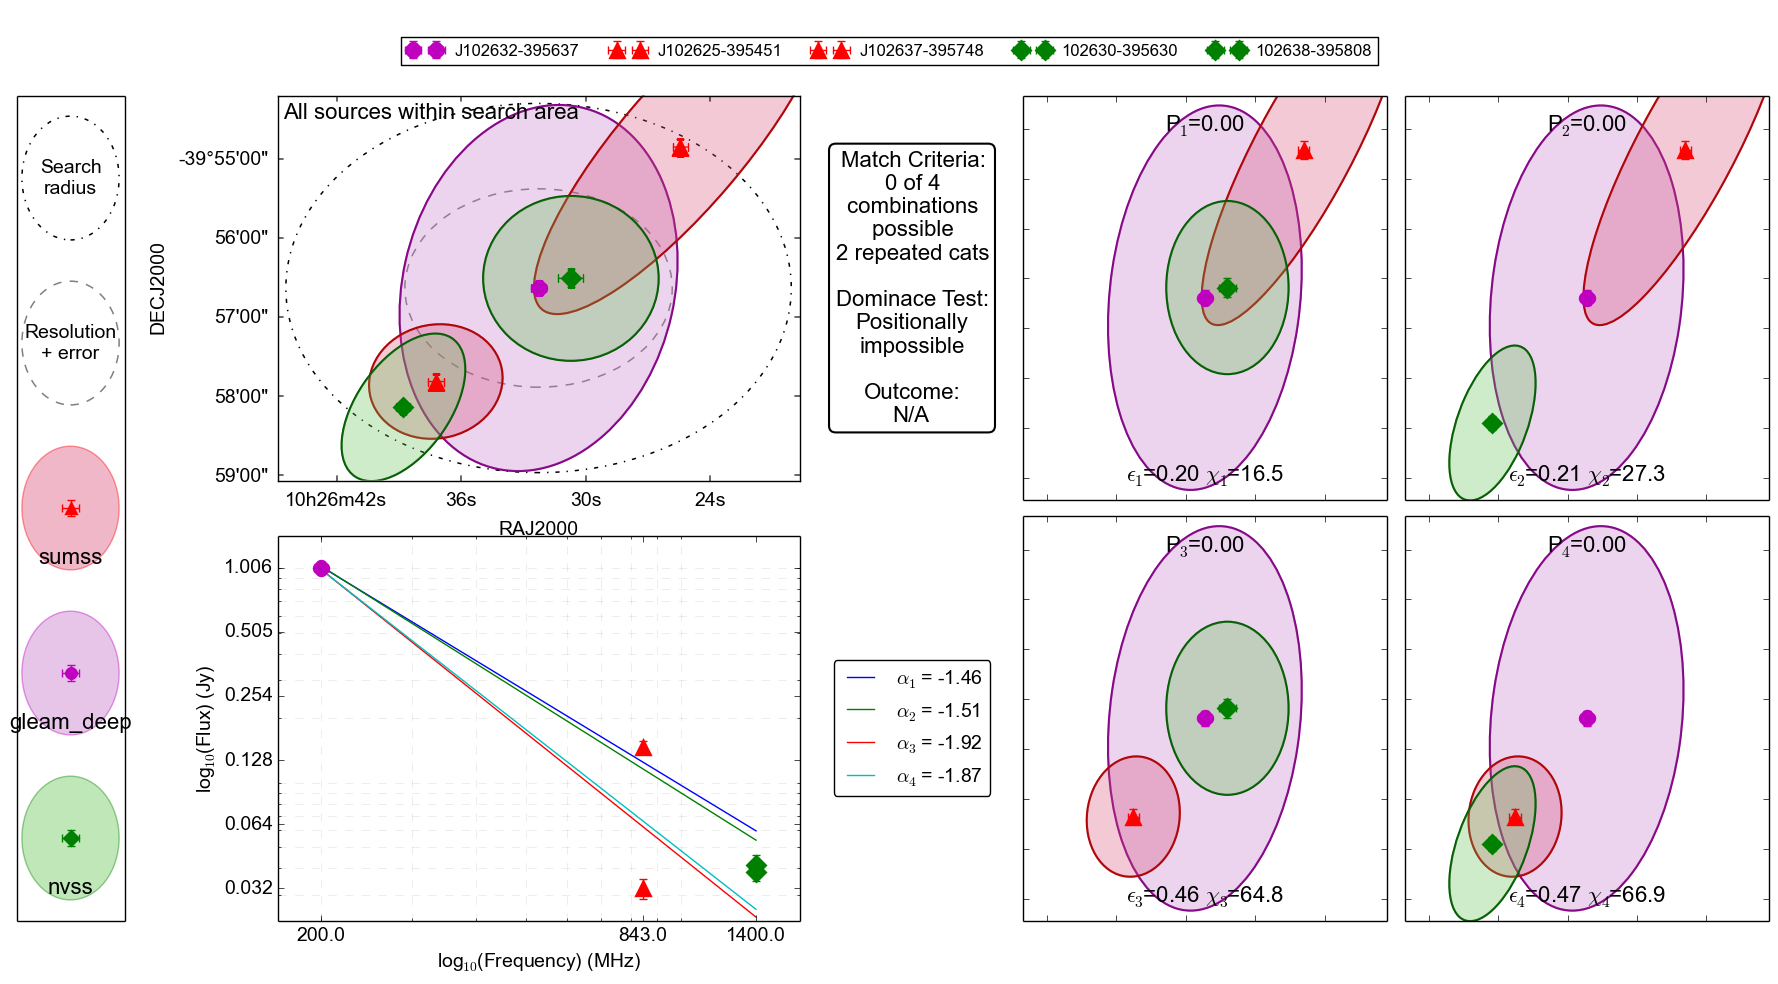 J102632-395637 J102625-395451 J102637-395748 102630-395630 102638-395808
Search
radius
Resolution
+ error
sumss
gleam_deep
nvss
All sources within search area
-39°55'00"
56'00"
57'00"
58'00"
59'00"
DECJ2000
10h26m42s 36s 30s 24s
RAJ2000
Match Criteria:
0 of 4
combinations
possible
2 repeated cats
Dominace Test:
Positionally
impossible
Outcome:
N/A
P1=0.00
ϵ1=0.20 χ1=16.5
P2=0.00
ϵ2=0.21 χ2=27.3
1.006
0.505
0.254
0.128
0.064
0.032
log10(Flux) (Jy)
200.0 843.0 1400.0
log10(Frequency) (MHz)
α1 = -1.46
α2 = -1.51
α3 = -1.92
α4 = -1.87
P3=0.00
ϵ3=0.46 χ3=64.8
P4=0.00
ϵ4=0.47 χ4=66.9